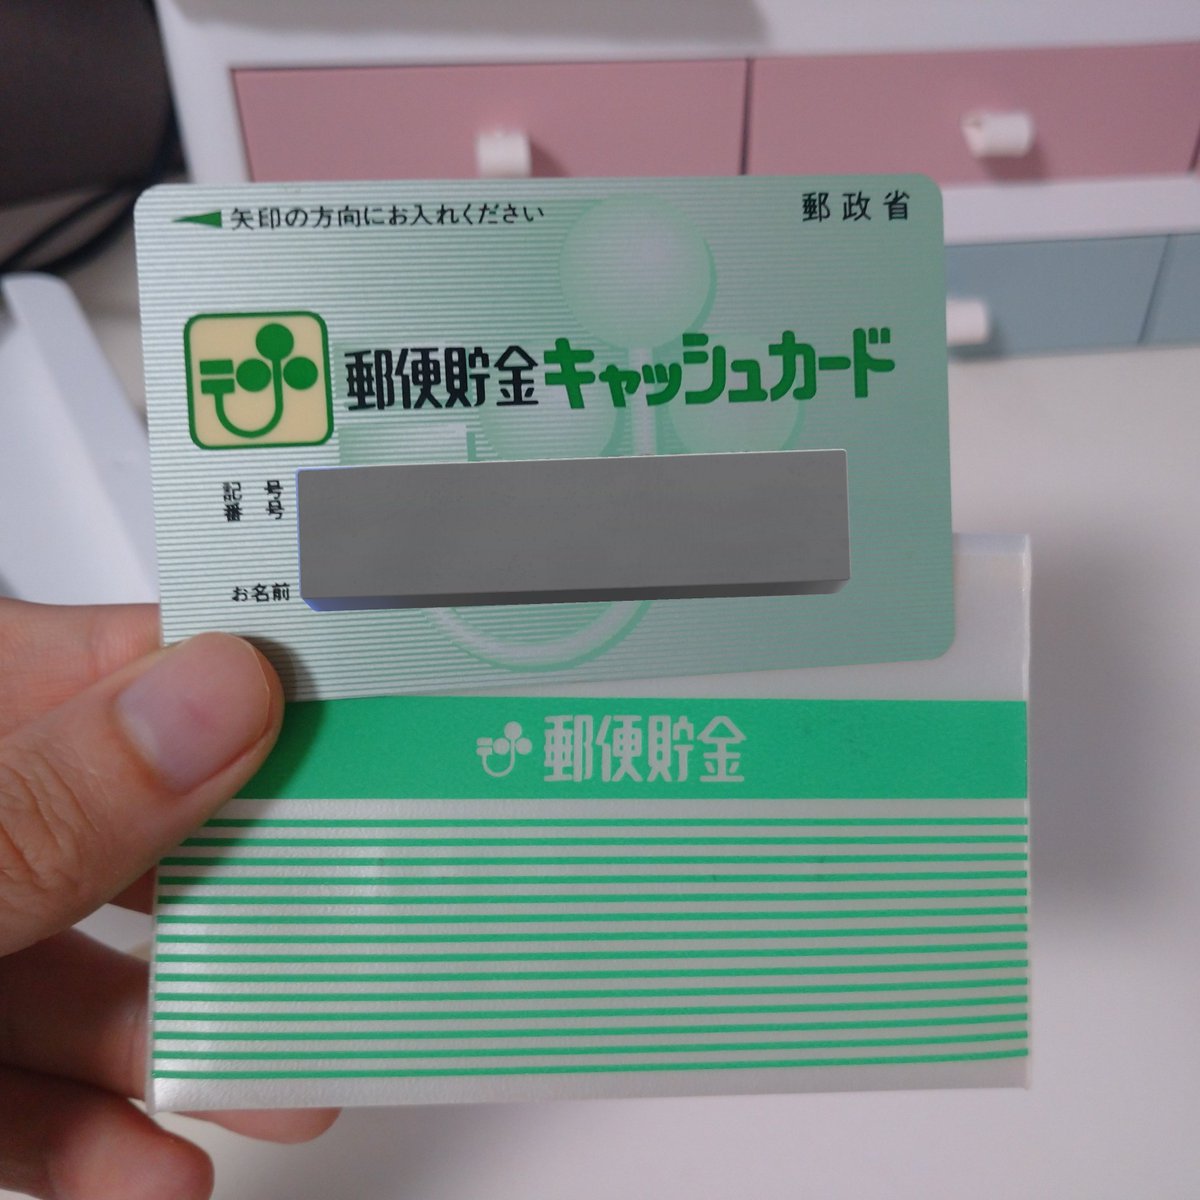 矢印の方向にお入れください
郵政省
郵便貯金キャッシュカード
記号
番号
お名前
郵便貯金